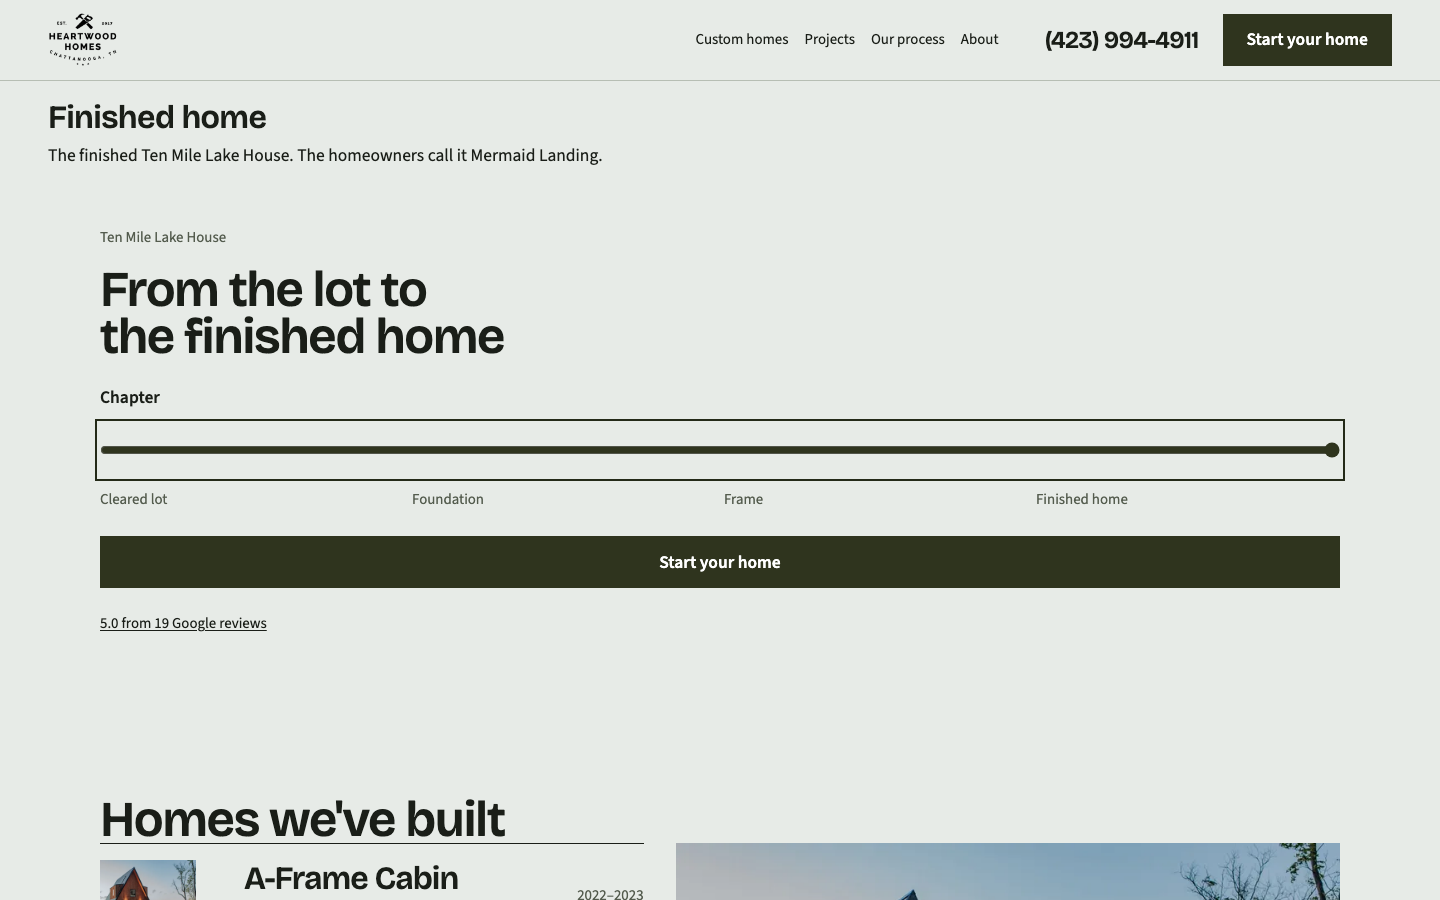 EST. 2017
HEARTWOOD
HOMES
CHATTANOOGA, TN
Custom homes
Projects
Our process
About
(423) 994-4911
Start your home
Finished home
The finished Ten Mile Lake House. The homeowners call it Mermaid Landing.
Ten Mile Lake House
From the lot to
the finished home
Chapter
Cleared lot
Foundation
Frame
Finished home
Start your home
5.0 from 19 Google reviews
Homes we've built
A-Frame Cabin
2022–2023